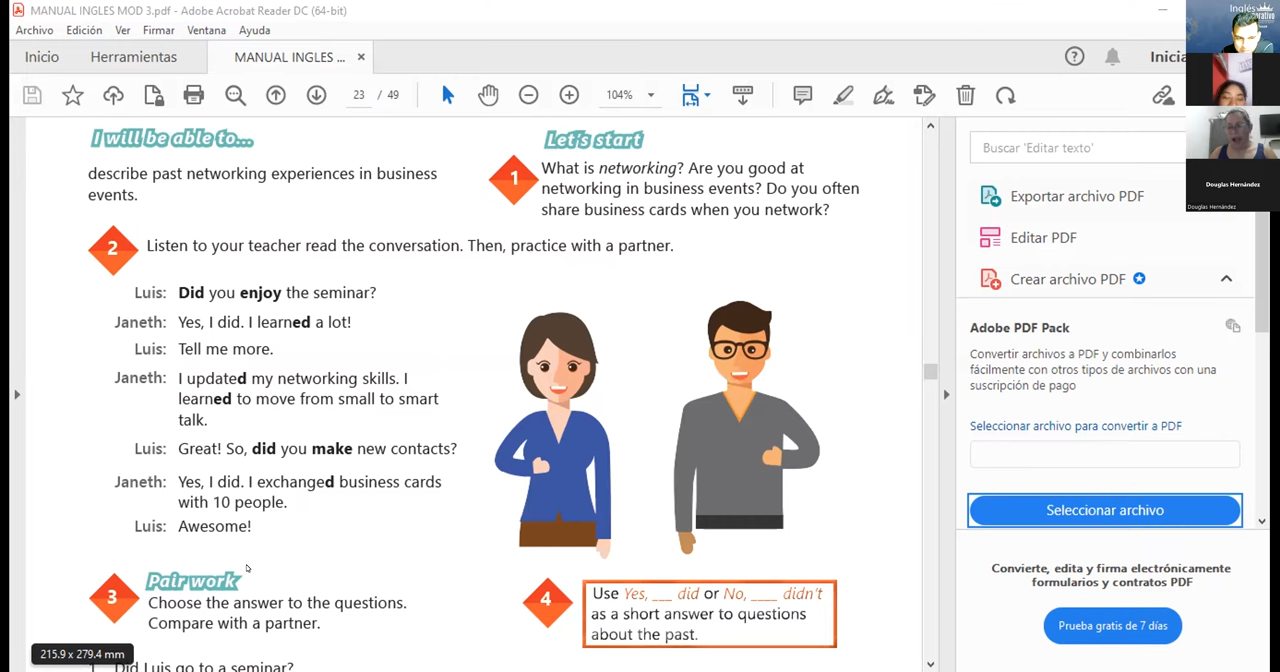 MANUAL INGLES MOD 3.pdf - Adobe Acrobat Reader DC (64-bit)
Archivo Edición Ver Firmar Ventana Ayuda
Inicio Herramientas MANUAL INGLES ... × Inicia
23 / 49 104%
I will be able to...
describe past networking experiences in business
events.
Let's start
1 What is networking? Are you good at
networking in business events? Do you often
share business cards when you network?
2 Listen to your teacher read the conversation. Then, practice with a partner.
Luis: Did you enjoy the seminar?
Janeth: Yes, I did. I learned a lot!
Luis: Tell me more.
Janeth: I updated my networking skills. I
learned to move from small to smart
talk.
Luis: Great! So, did you make new contacts?
Janeth: Yes, I did. I exchanged business cards
with 10 people.
Luis: Awesome!
3 Pair work
Choose the answer to the questions.
Compare with a partner.
1. Did Luis go to a seminar?
4 Use Yes, ___ did or No, ____ didn't
as a short answer to questions
about the past.
215.9 x 279.4 mm
Buscar 'Editar texto'
Exportar archivo PDF
Editar PDF
Crear archivo PDF
Adobe PDF Pack
Convertir archivos a PDF y combinarlos
fácilmente con otros tipos de archivos con una
suscripción de pago
Seleccionar archivo para convertir a PDF
Seleccionar archivo
Convierte, edita y firma electrónicamente
formularios y contratos PDF
Prueba gratis de 7 días
Inglés
Douglas Hernández
Douglas Hernández